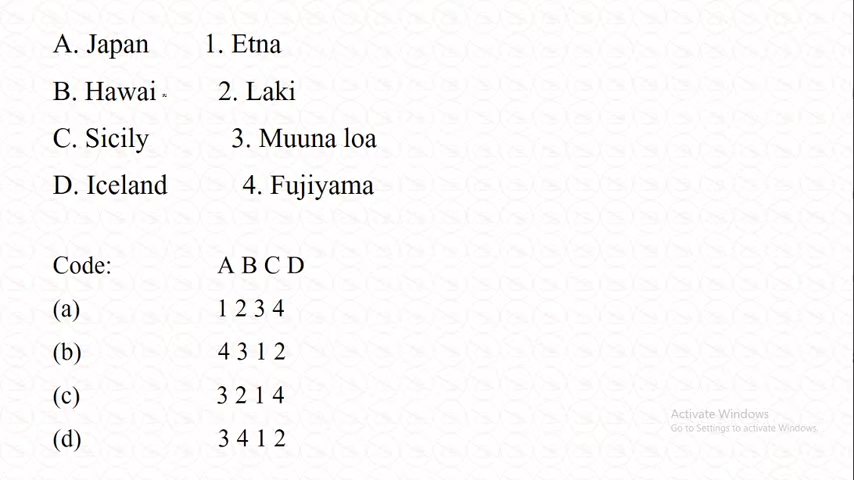 A. Japan 1. Etna
B. Hawai 2. Laki
C. Sicily 3. Muuna loa
D. Iceland 4. Fujiyama
Code: A B C D
(a) 1 2 3 4
(b) 4 3 1 2
(c) 3 2 1 4
(d) 3 4 1 2
Activate Windows
Go to Settings to activate Windows.